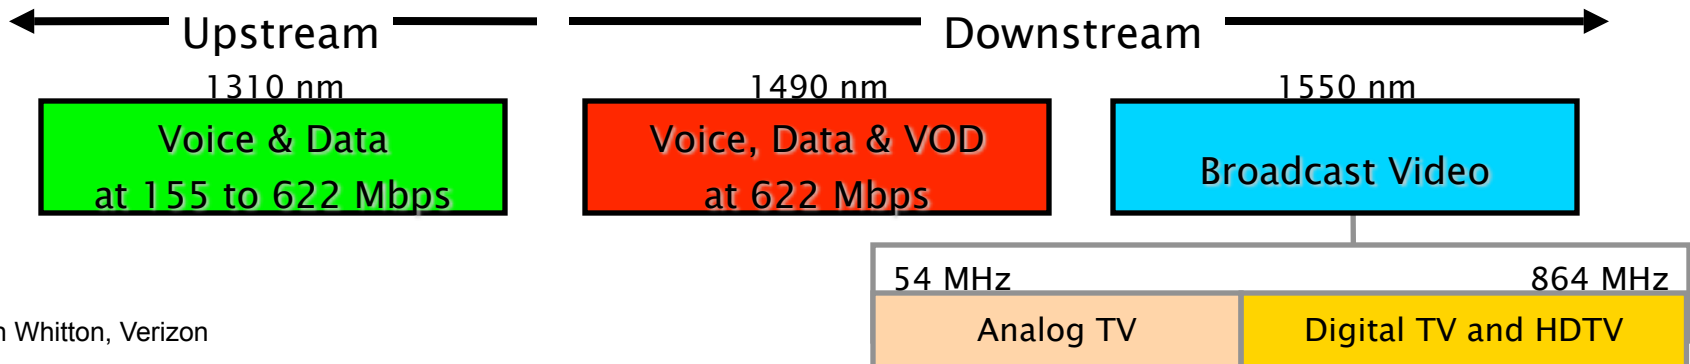 Upstream
Downstream
1310 nm
1490 nm
1550 nm
Voice & Data
at 155 to 622 Mbps
Voice, Data & VOD
at 622 Mbps
Broadcast Video
54 MHz
864 MHz
Analog TV
Digital TV and HDTV
Whitton, Verizon